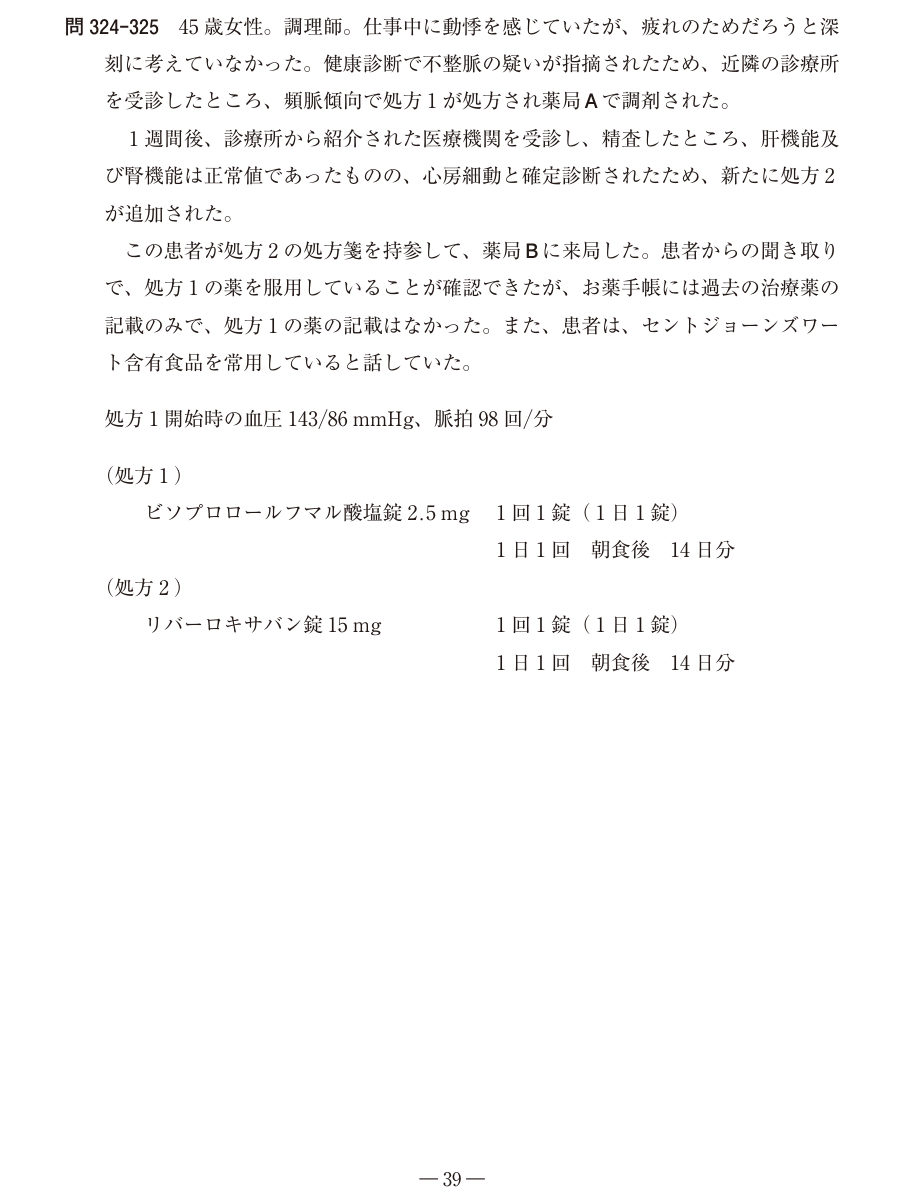 問 324-325　45 歳女性。調理師。仕事中に動悸を感じていたが、疲れのためだろうと深
刻に考えていなかった。健康診断で不整脈の疑いが指摘されたため、近隣の診療所
を受診したところ、頻脈傾向で処方1が処方され薬局Aで調剤された。
1週間後、診療所から紹介された医療機関を受診し、精査したところ、肝機能及
び腎機能は正常値であったものの、心房細動と確定診断されたため、新たに処方2
が追加された。
この患者が処方2の処方箋を持参して、薬局Bに来局した。患者からの聞き取り
で、処方1の薬を服用していることが確認できたが、お薬手帳には過去の治療薬の
記載のみで、処方1の薬の記載はなかった。また、患者は、セントジョーンズワー
ト含有食品を常用していると話していた。
処方1開始時の血圧 143/86 mmHg、脈拍 98 回/分
（処方1）
ビソプロロールフマル酸塩錠 2.5 mg　1回1錠（1日1錠）
1日1回　朝食後　14日分
（処方2）
リバーロキサバン錠 15 mg　1回1錠（1日1錠）
1日1回　朝食後　14日分
― 39 ―